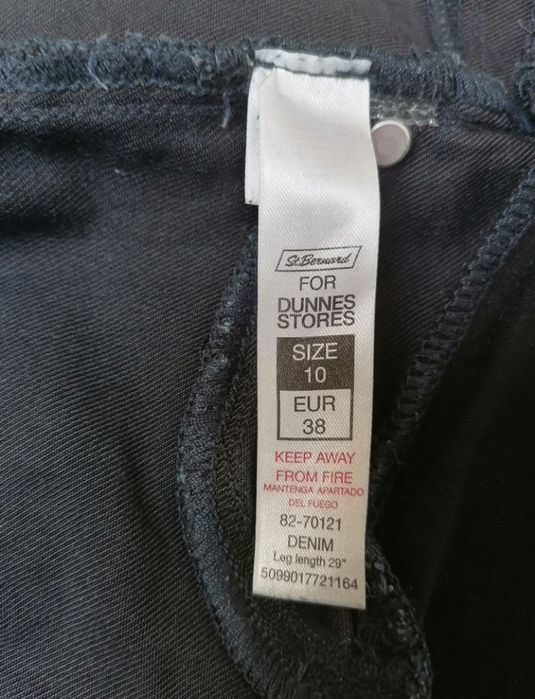 St.Bernard
FOR
DUNNES
STORES
SIZE
10
EUR
38
KEEP AWAY
FROM FIRE
MANTENGA APARTADO
DEL FUEGO
82-70121
DENIM
Leg length 29"
5099017721164